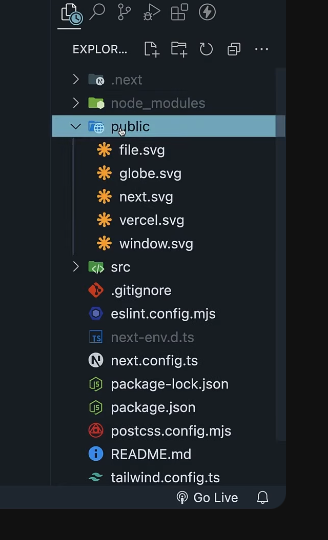 EXPLOR...
.next
node_modules
public
file.svg
globe.svg
next.svg
vercel.svg
window.svg
src
.gitignore
eslint.config.mjs
next-env.d.ts
next.config.ts
package-lock.json
package.json
postcss.config.mjs
README.md
tailwind.config.ts
Go Live